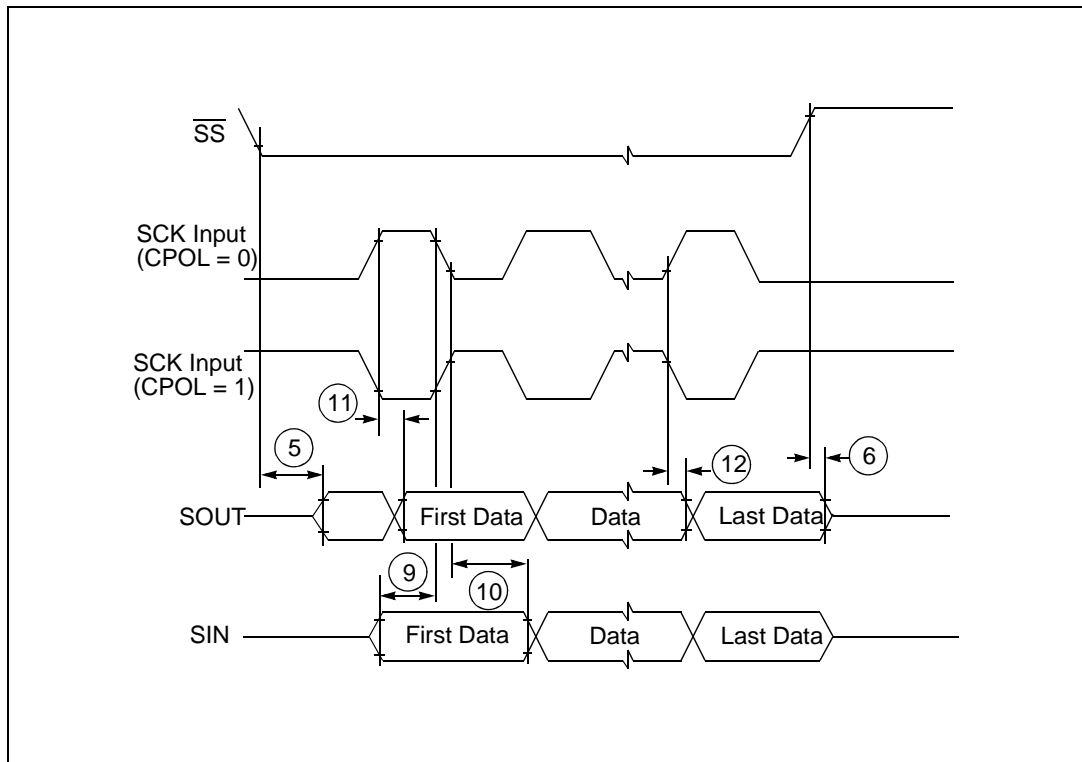 S̅S̅
SCK Input
(CPOL = 0)
SCK Input
(CPOL = 1)
11
5
12
6
SOUT
First Data
Data
Last Data
9
10
SIN
First Data
Data
Last Data